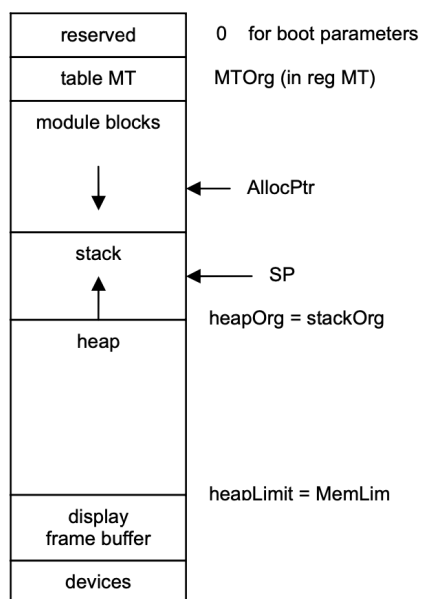 reserved 0 for boot parameters
table MT MTOrg (in reg MT)
module blocks
AllocPtr
stack
SP
heapOrg = stackOrg
heap
heapLimit = MemLim
display
frame buffer
devices